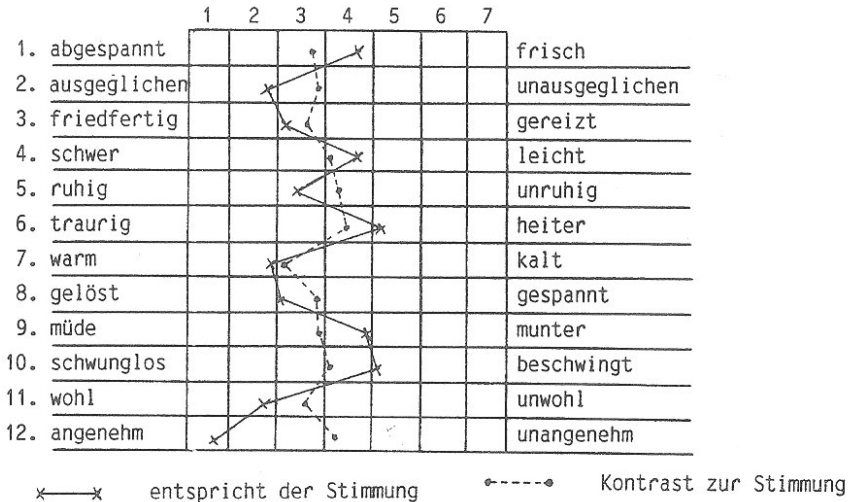 1 2 3 4 5 6 7
1. abgespannt frisch
2. ausgeglichen unausgeglichen
3. friedfertig gereizt
4. schwer leicht
5. ruhig unruhig
6. traurig heiter
7. warm kalt
8. gelöst gespannt
9. müde munter
10. schwunglos beschwingt
11. wohl unwohl
12. angenehm unangenehm
entspricht der Stimmung Kontrast zur Stimmung